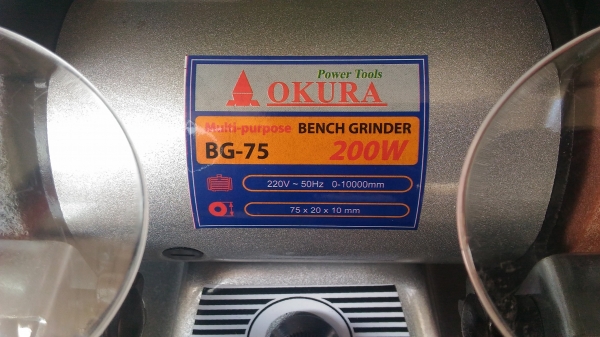 Power Tools
OKURA
Multi-purpose BENCH GRINDER
BG-75 200W
220V ~ 50Hz 0-10000mm
75 x 20 x 10 mm